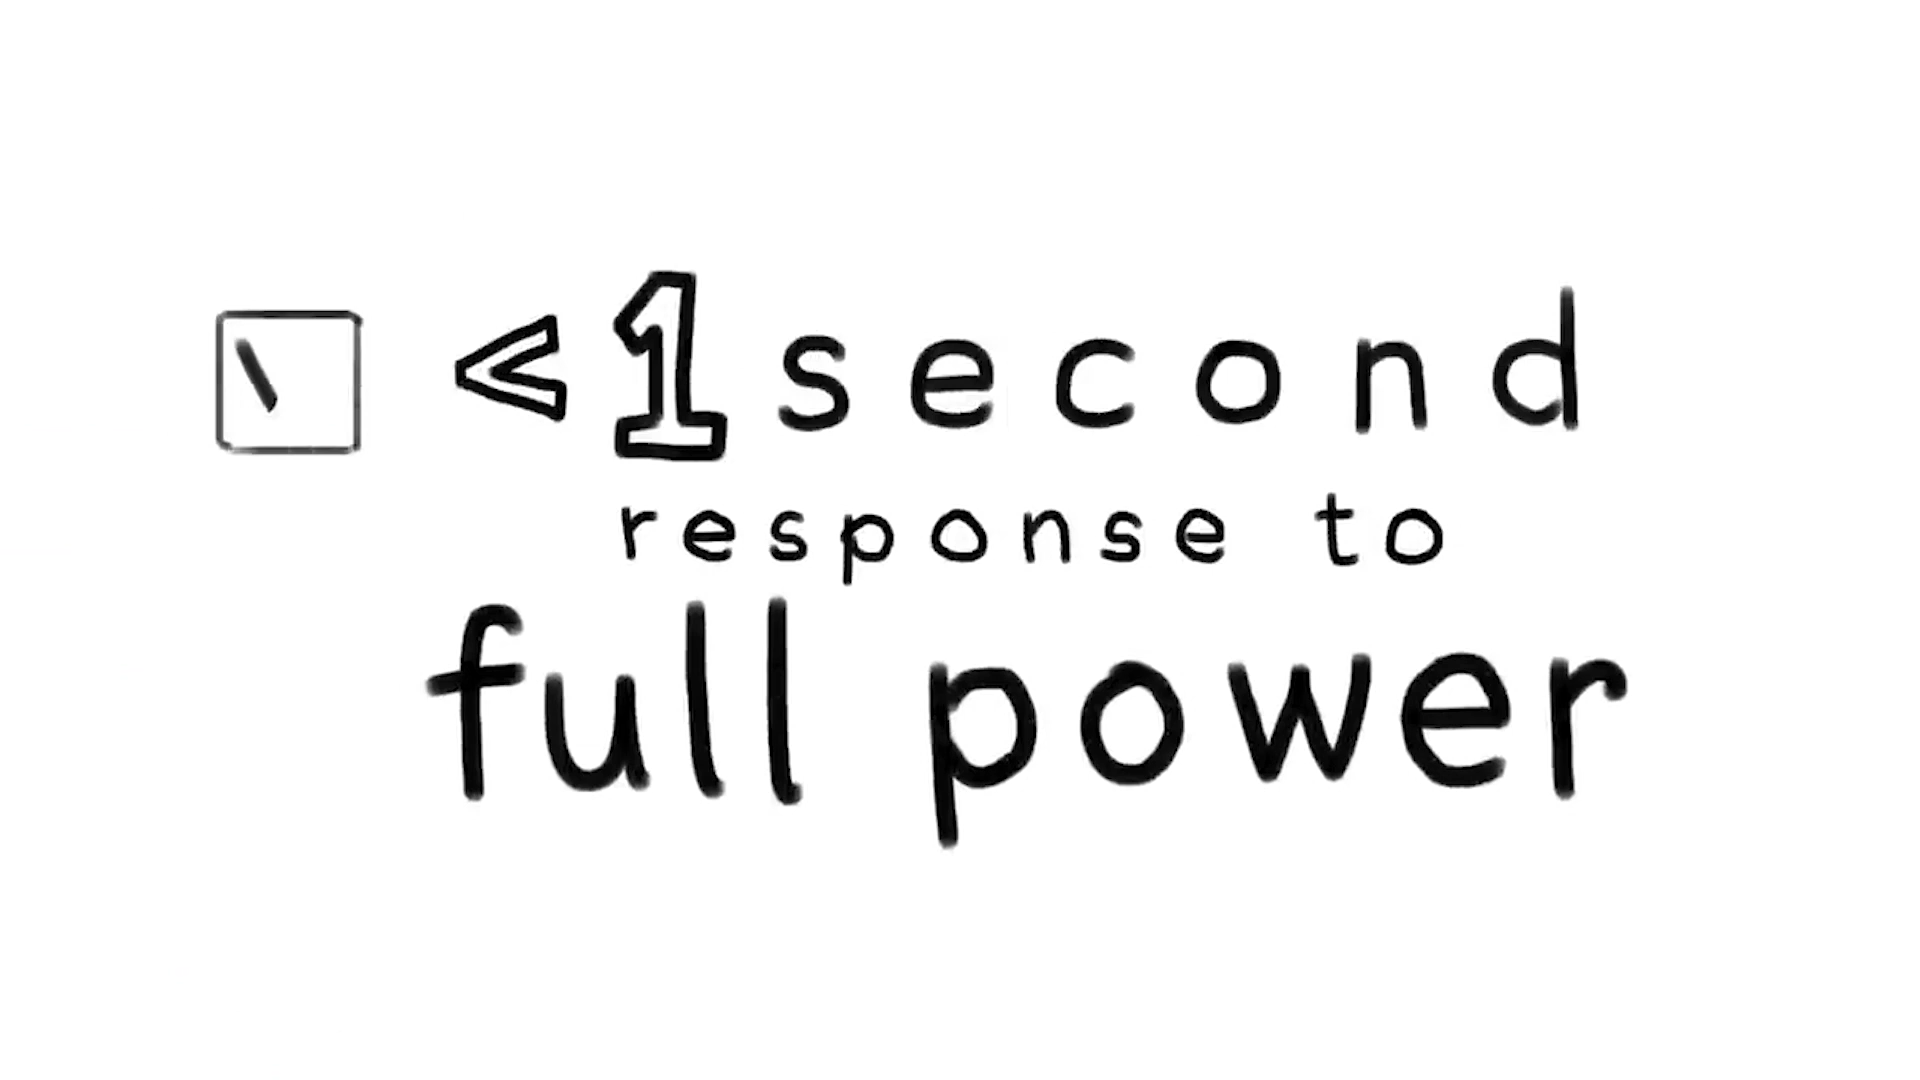 <1 second
response to
full power